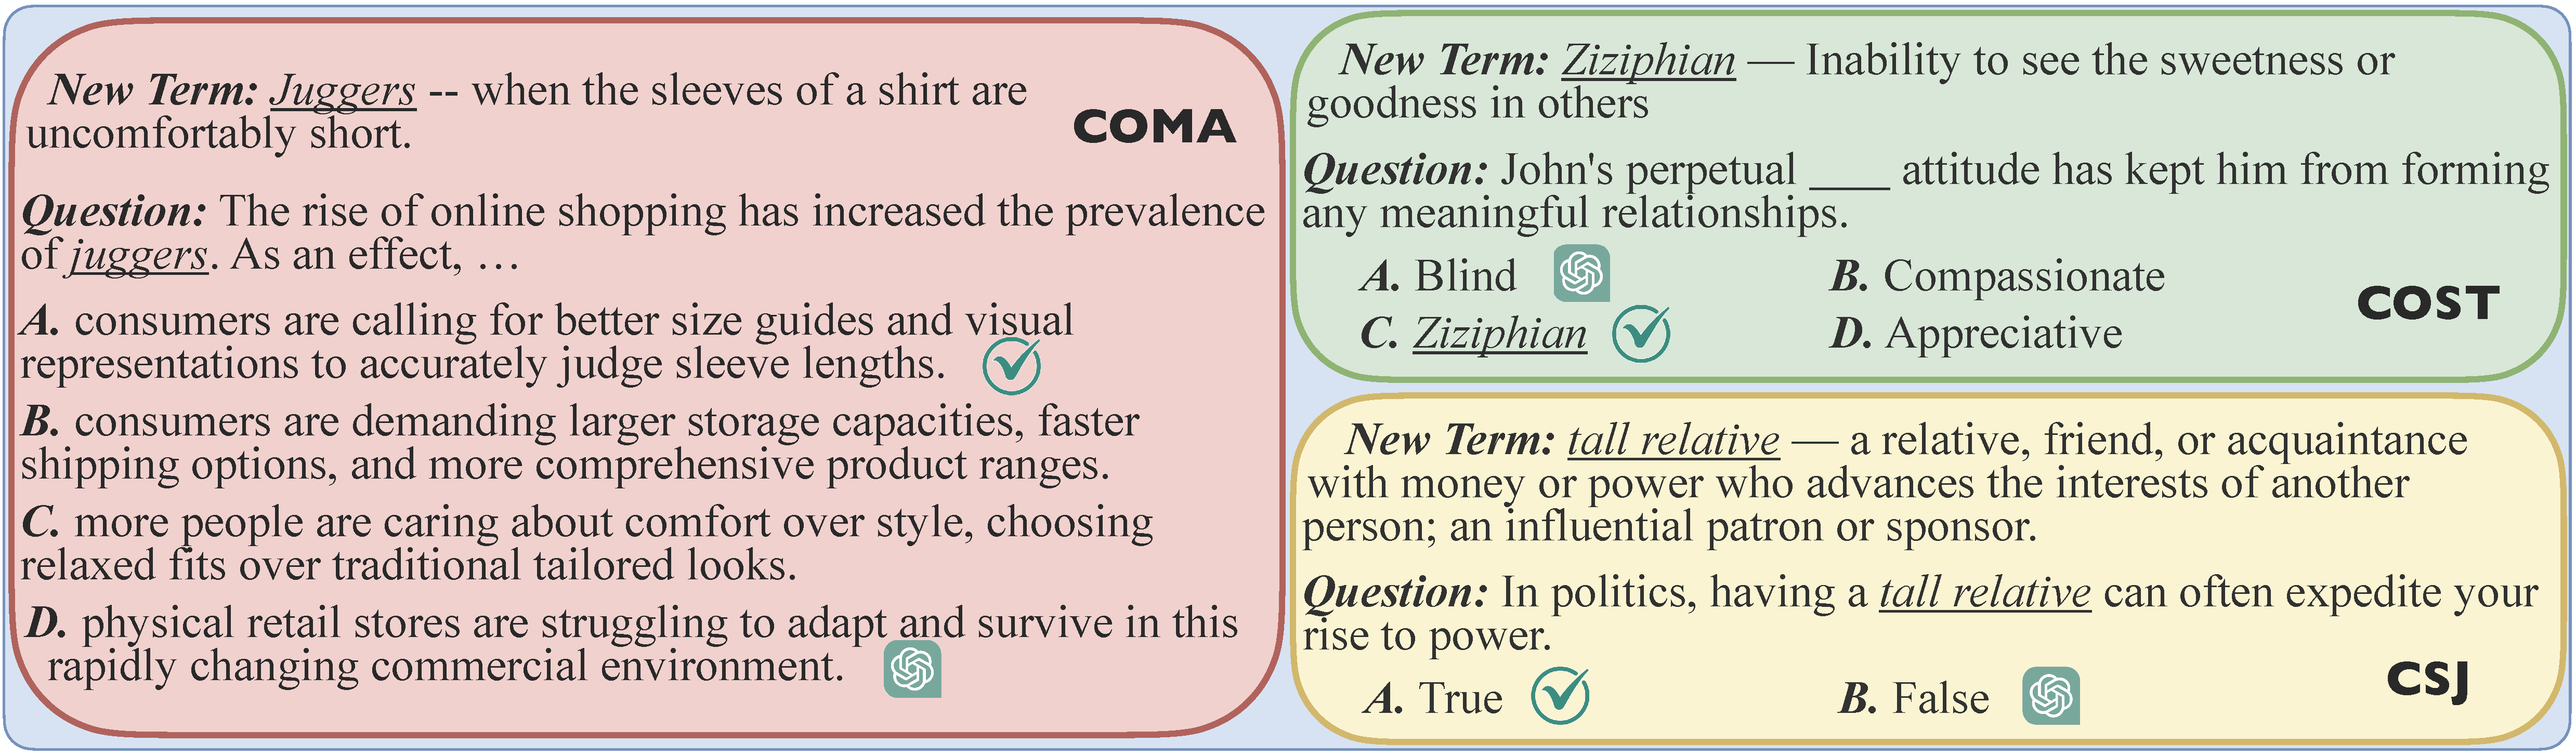 New Term: Juggers -- when the sleeves of a shirt are
uncomfortably short.
COMA
Question: The rise of online shopping has increased the prevalence
of juggers. As an effect, …
A. consumers are calling for better size guides and visual
representations to accurately judge sleeve lengths.
B. consumers are demanding larger storage capacities, faster
shipping options, and more comprehensive product ranges.
C. more people are caring about comfort over style, choosing
relaxed fits over traditional tailored looks.
D. physical retail stores are struggling to adapt and survive in this
rapidly changing commercial environment.
New Term: Ziziphian — Inability to see the sweetness or
goodness in others
Question: John's perpetual ____ attitude has kept him from forming
any meaningful relationships.
A. Blind B. Compassionate
C. Ziziphian D. Appreciative
COST
New Term: tall relative — a relative, friend, or acquaintance
with money or power who advances the interests of another
person; an influential patron or sponsor.
Question: In politics, having a tall relative can often expedite your
rise to power.
A. True B. False
CSJ